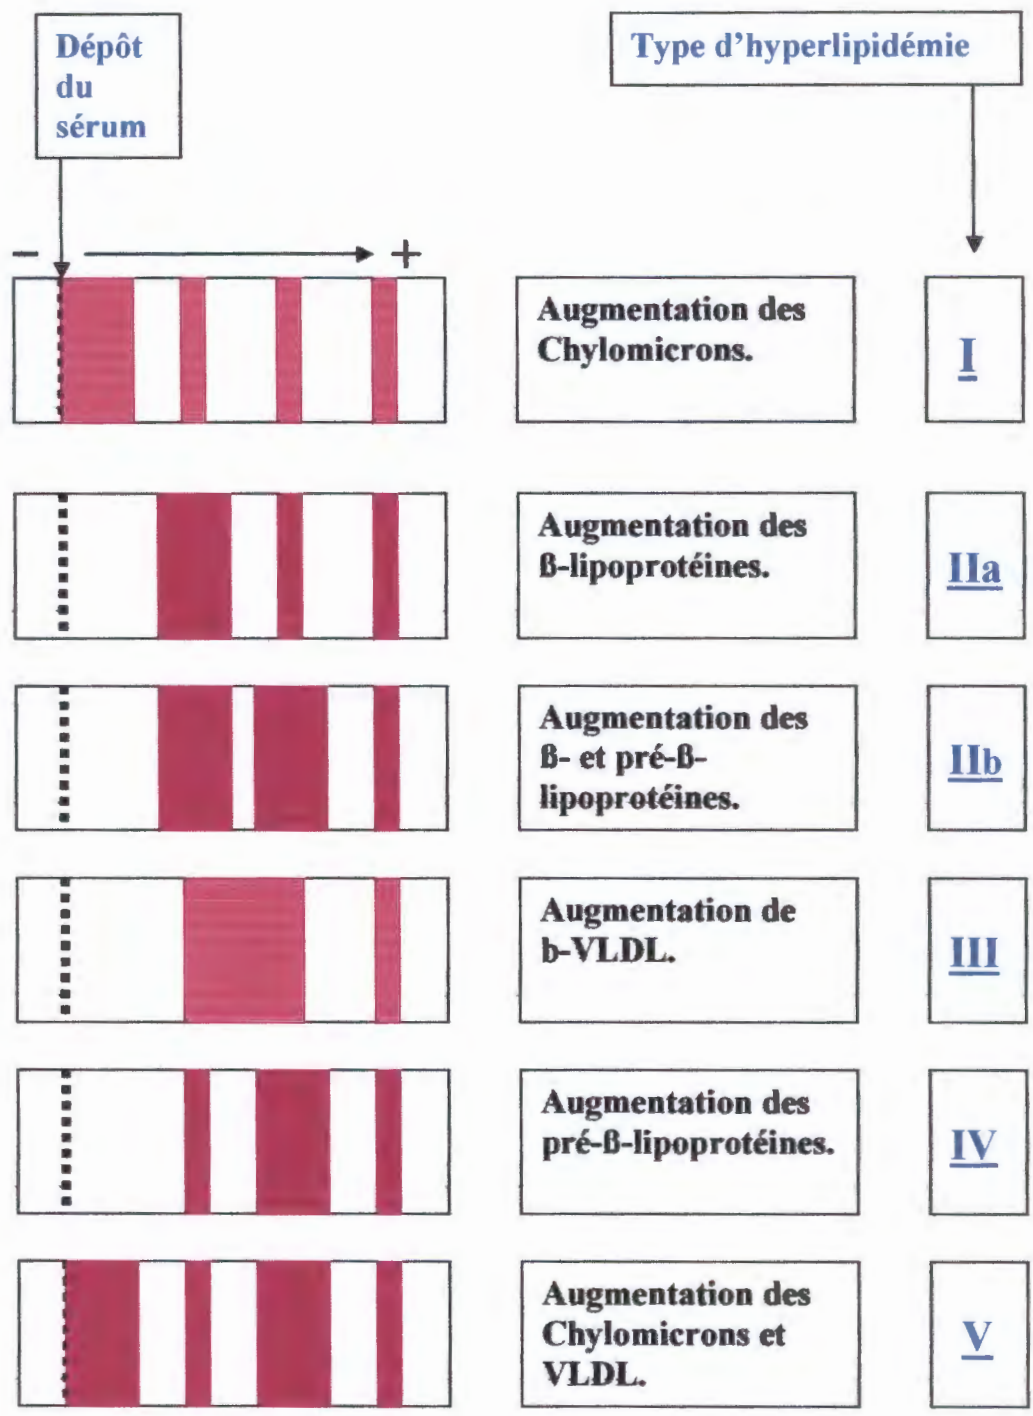 Dépôt
du
sérum
Type d'hyperlipidémie
- +
Augmentation des
Chylomicrons.
I
Augmentation des
ß-lipoprotéines.
IIa
Augmentation des
ß- et pré-ß-
lipoprotéines.
IIb
Augmentation de
b-VLDL.
III
Augmentation des
pré-ß-lipoprotéines.
IV
Augmentation des
Chylomicrons et
VLDL.
V